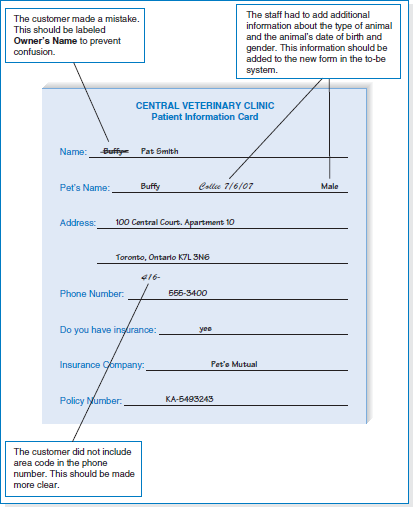 The customer made a mistake.
This should be labeled
Owner's Name to prevent
confusion.
The staff had to add additional
information about the type of animal
and the animal's date of birth and
gender. This information should be
added to the new form in the to-be
system.
CENTRAL VETERINARY CLINIC
Patient Information Card
Name: Buffy Pat Smith
Pet's Name: Buffy Collie 7/6/07 Male
Address: 100 Central Court. Apartment 10
Toronto, Ontario K7L 3N6
416-
Phone Number: 555-3400
Do you have insurance: yes
Insurance Company: Pet's Mutual
Policy Number: KA-5493243
The customer did not include
area code in the phone
number. This should be made
more clear.